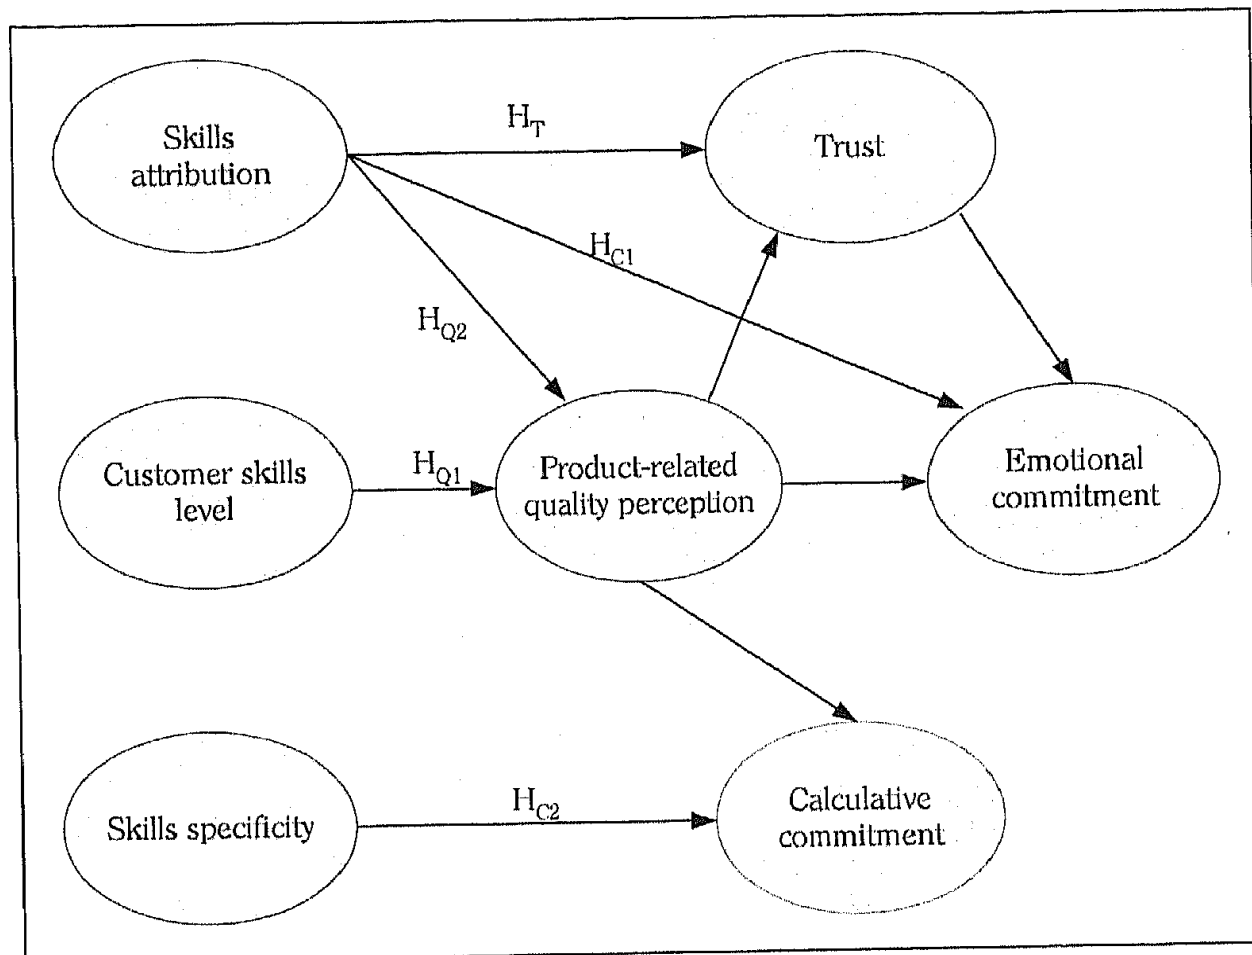 Skills
attribution
H_T
Trust
H_C1
H_Q2
Customer skills
level
H_Q1
Product-related
quality perception
Emotional
commitment
Skills specificity
H_C2
Calculative
commitment